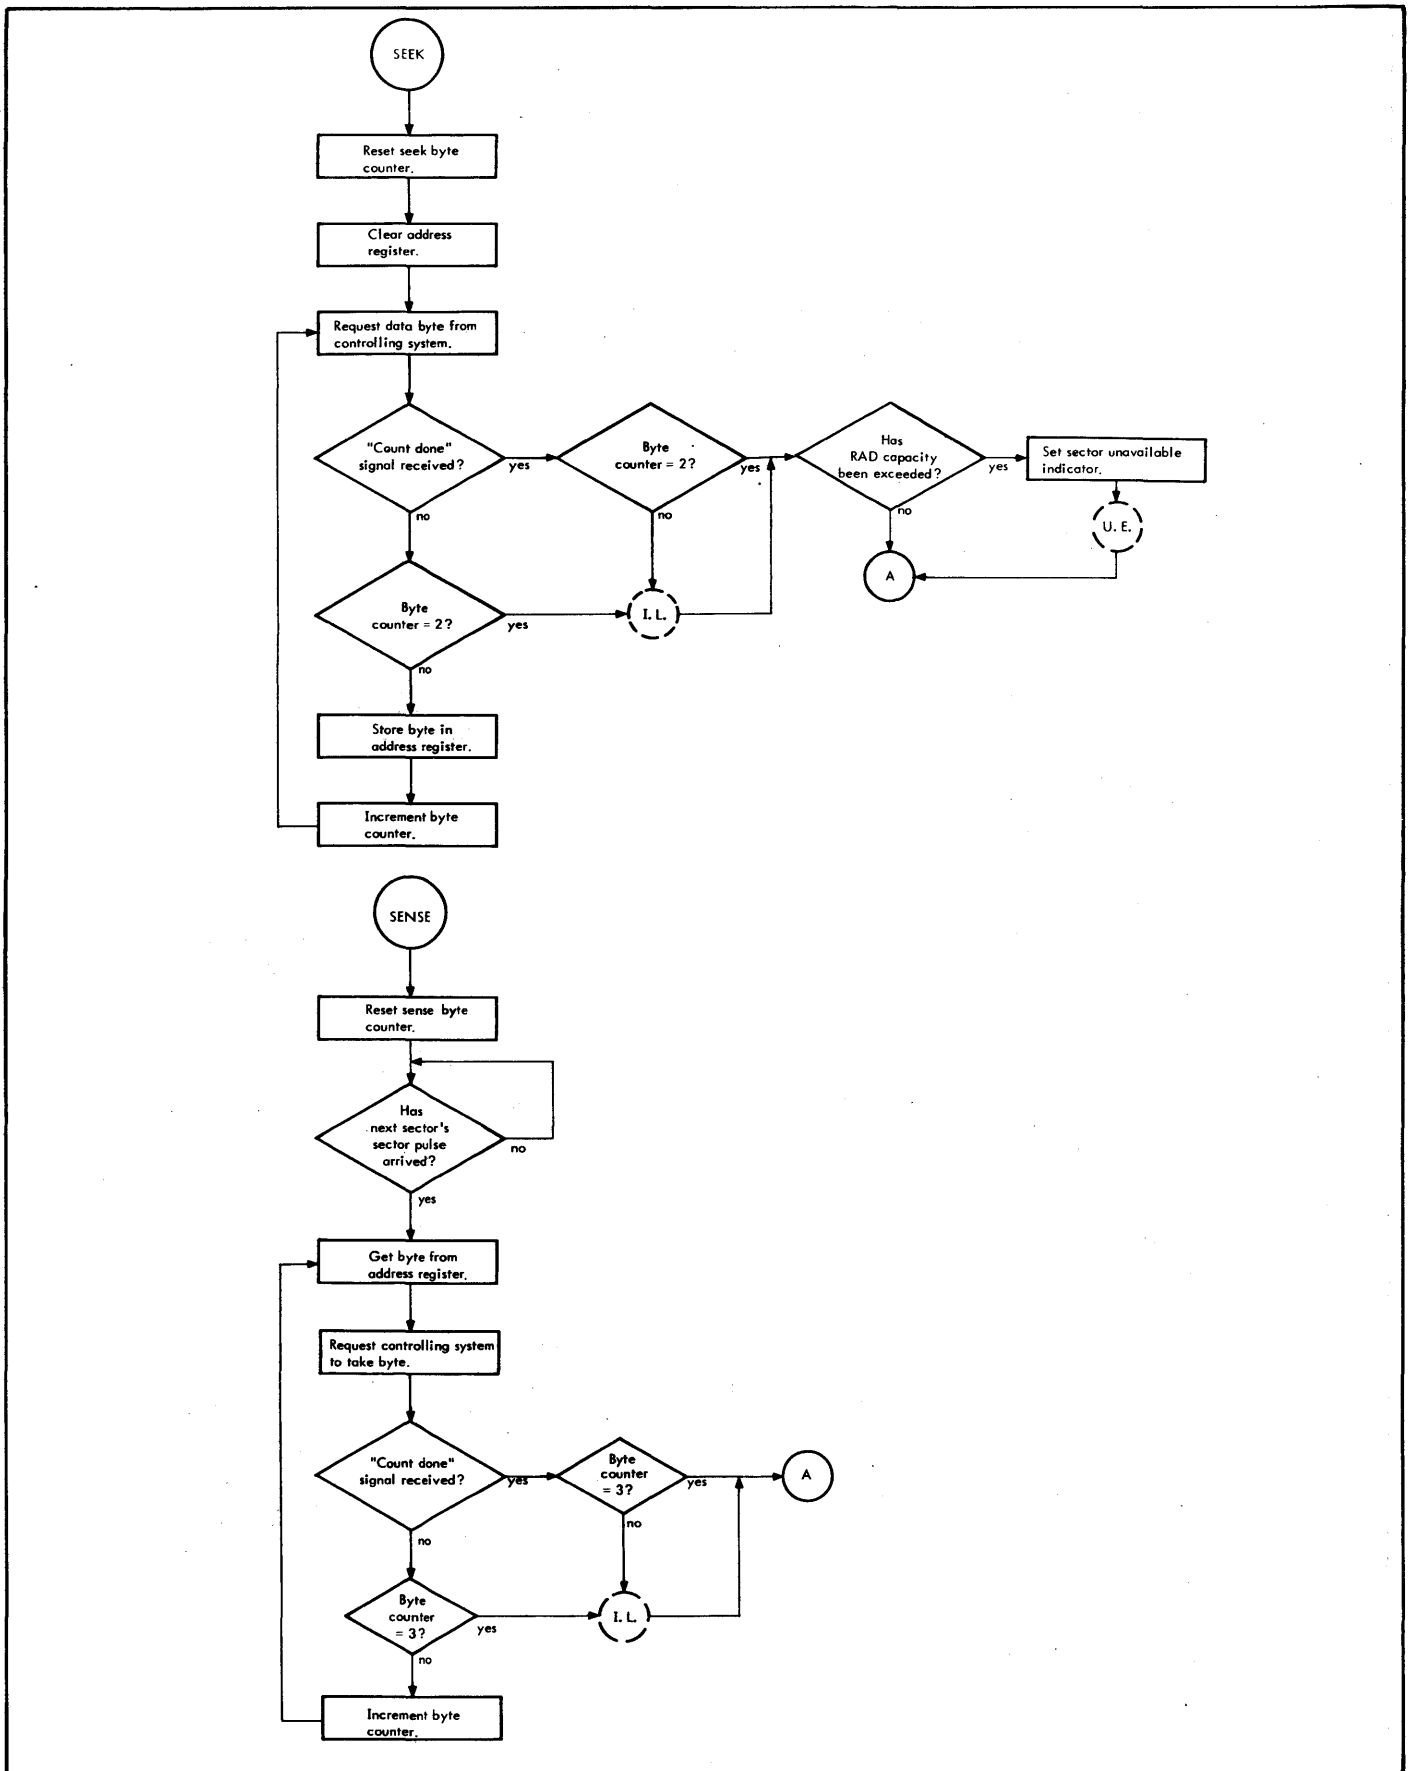 SEEK
Reset seek byte
counter.
Clear address
register.
Request data byte from
controlling system.
"Count done"
signal received?
yes
no
Byte
counter = 2?
yes
no
Has
RAD capacity
been exceeded?
yes
no
Set sector unavailable
indicator.
U. E.
A
Byte
counter = 2?
yes
no
I. L.
Store byte in
address register.
Increment byte
counter.
SENSE
Reset sense byte
counter.
Has
next sector's
sector pulse
arrived?
no
yes
Get byte from
address register.
Request controlling system
to take byte.
"Count done"
signal received?
yes
no
Byte
counter
= 3?
yes
no
A
Byte
counter
= 3?
yes
no
I. L.
Increment byte
counter.